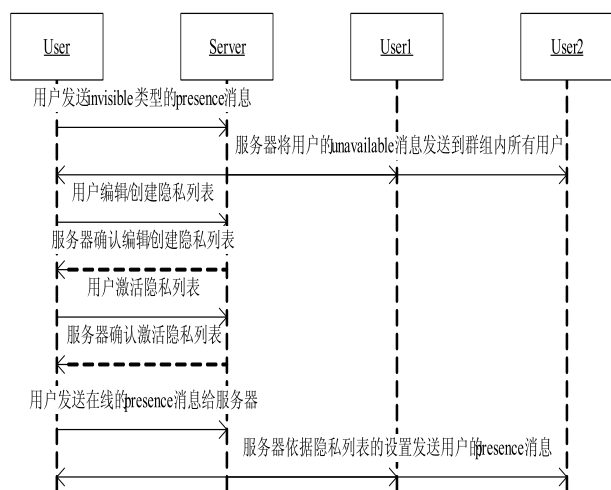 User
Server
User1
User2
用户发送invisible类型的presence消息
服务器将用户的unavailable消息发送到群组内所有用户
用户编辑/创建隐私列表
服务器确认编辑/创建隐私列表
用户激活隐私列表
服务器确认激活隐私列表
用户发送在线的presence消息给服务器
服务器依据隐私列表的设置发送用户的presence消息